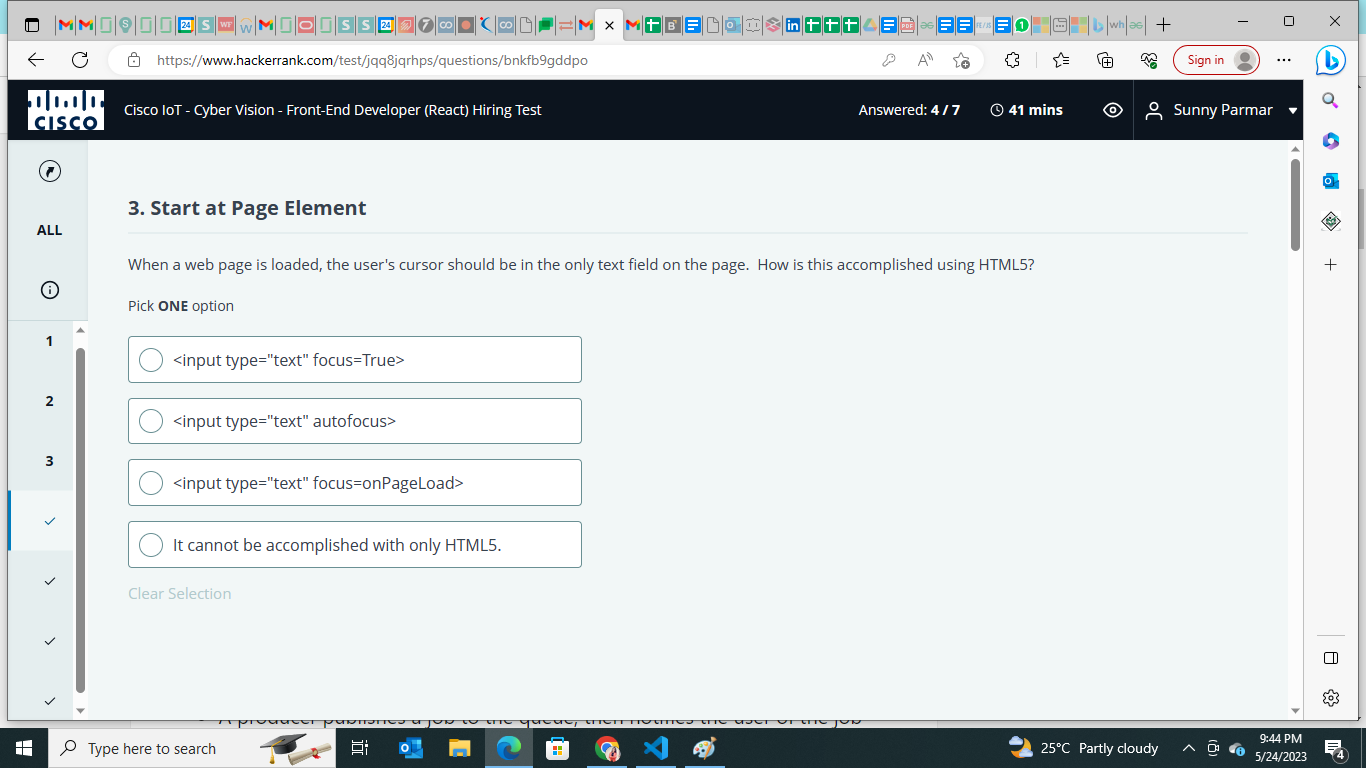 https://www.hackerrank.com/test/jqq8jqrhps/questions/bnkfb9gddpo
Sign in
CISCO
Cisco IoT - Cyber Vision - Front-End Developer (React) Hiring Test
Answered: 4 / 7
41 mins
Sunny Parmar
ALL
1
2
3
3. Start at Page Element
When a web page is loaded, the user's cursor should be in the only text field on the page.  How is this accomplished using HTML5?
Pick ONE option
<input type="text" focus=True>
<input type="text" autofocus>
<input type="text" focus=onPageLoad>
It cannot be accomplished with only HTML5.
Clear Selection
A producer publishes a job to the queue, then notifies the user of the job
Type here to search
25°C Partly cloudy
9:44 PM
5/24/2023
4